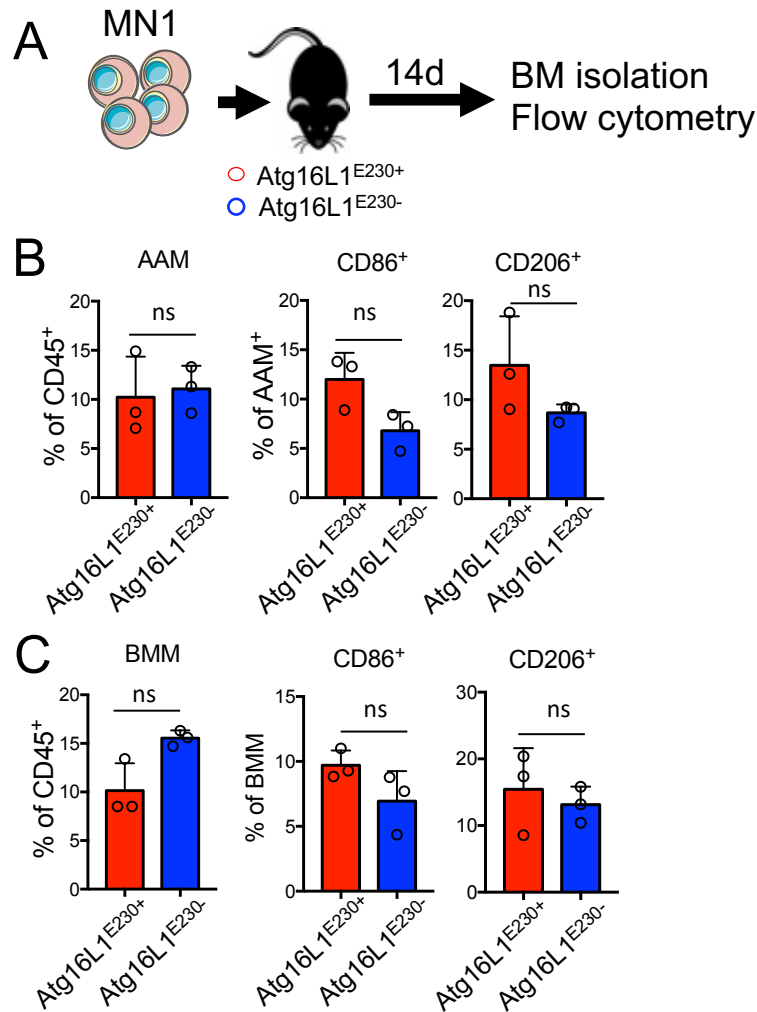 A
MN1
14d
BM isolation
Flow cytometry
Atg16L1E230+
Atg16L1E230-
B
AAM
CD86+
CD206+
ns
ns
ns
% of CD45+
20
15
10
5
0
% of AAM+
20
15
10
5
0
20
15
10
5
0
Atg16L1E230+
Atg16L1E230-
Atg16L1E230+
Atg16L1E230-
Atg16L1E230+
Atg16L1E230-
C
BMM
CD86+
CD206+
ns
ns
ns
% of CD45+
20
15
10
5
0
% of BMM
15
10
5
0
30
20
10
0
Atg16L1E230+
Atg16L1E230-
Atg16L1E230+
Atg16L1E230-
Atg16L1E230+
Atg16L1E230-